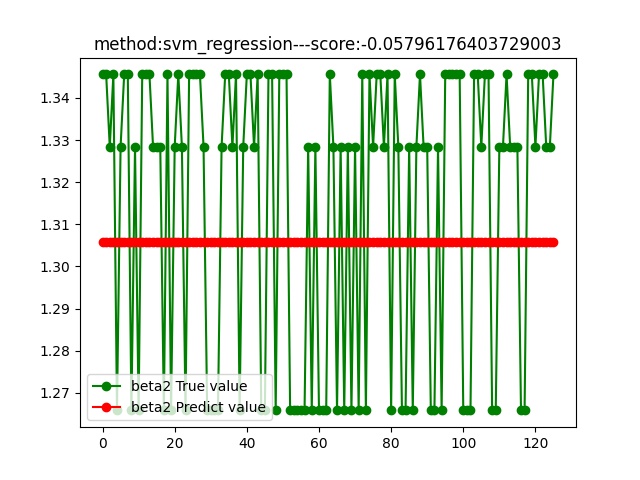 method:svm_regression---score:-0.05796176403729003
1.34
1.33
1.32
1.31
1.30
1.29
1.28
1.27
beta2 True value
beta2 Predict value
0 20 40 60 80 100 120